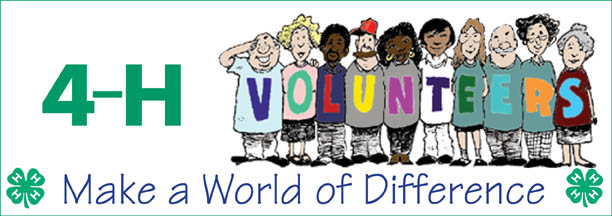 4-H VOLUNTEERS
Make a World of Difference
H H H H
H H H H